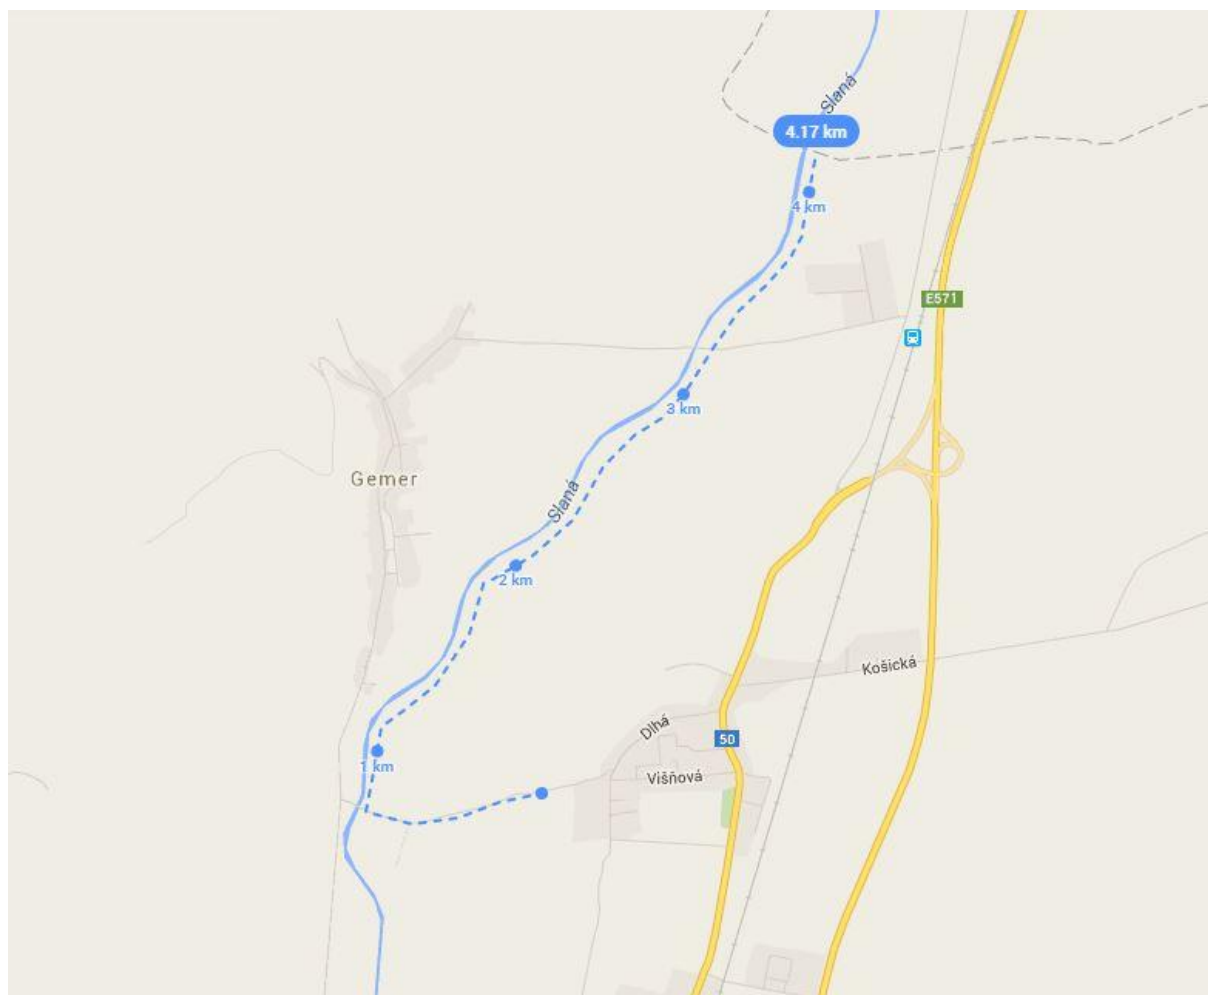 Slaná
4.17 km
4 km
E571
3 km
Gemer
Slaná
2 km
Košická
Dlhá
50
1 km
Višňová